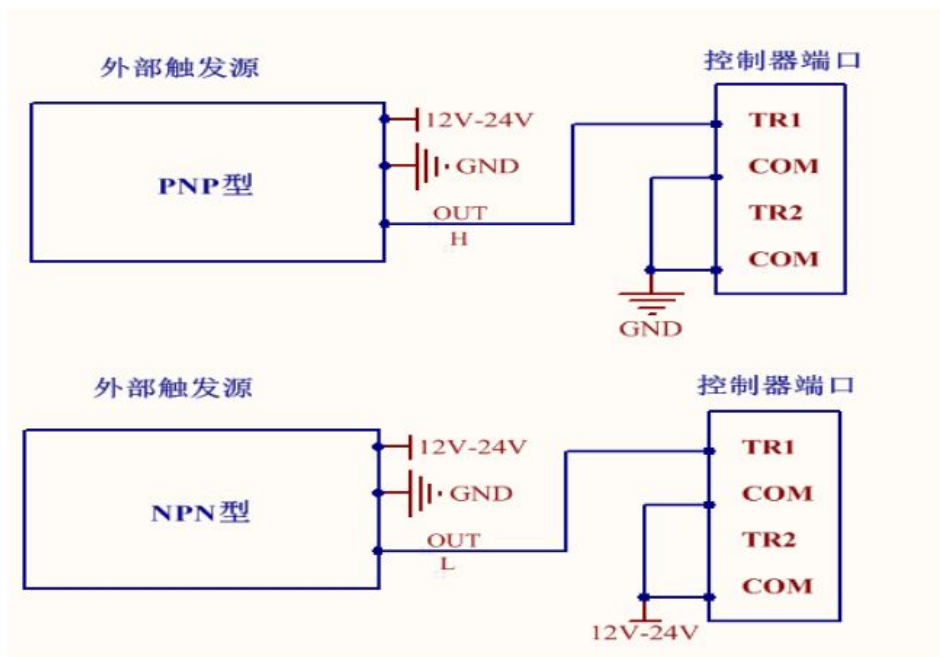 外部触发源
控制器端口
12V-24V
TR1
PNP型
GND
COM
OUT
TR2
H
COM
GND
外部触发源
控制器端口
12V-24V
TR1
NPN型
GND
COM
OUT
TR2
L
COM
12V-24V